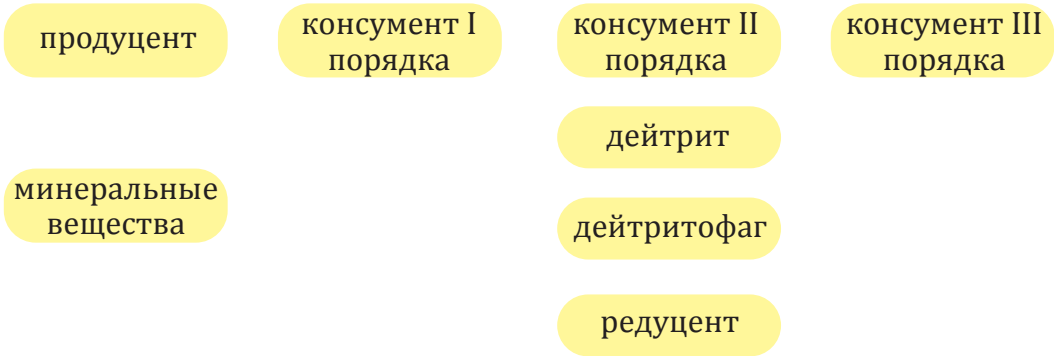 продуцент
консумент I
порядка
консумент II
порядка
консумент III
порядка
дейтрит
минеральные
вещества
дейтритофаг
редуцент